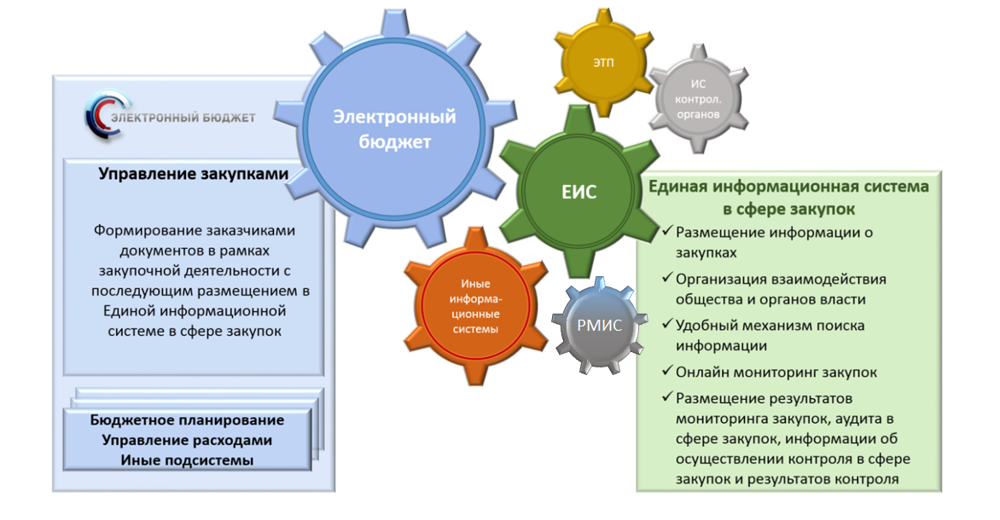 ЭЛЕКТРОННЫЙ БЮДЖЕТ
Управление закупками
Формирование заказчиками
документов в рамках
закупочной деятельности с
последующим размещением в
Единой информационной
системе в сфере закупок
Бюджетное планирование
Управление расходами
Иные подсистемы
Электронный
бюджет
ЭТП
ИС
контрол.
органов
ЕИС
Иные
информа-
ционные
системы
РМИС
Единая информационная система
в сфере закупок
✓Размещение информации о
закупках
✓Организация взаимодействия
общества и органов власти
✓Удобный механизм поиска
информации
✓Онлайн мониторинг закупок
✓Размещение результатов
мониторинга закупок, аудита в
сфере закупок, информации об
осуществлении контроля в сфере
закупок и результатов контроля